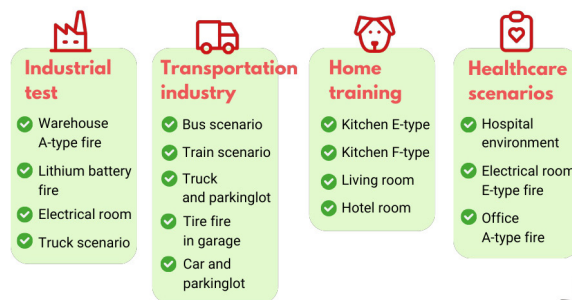 Industrial
test
Warehouse
A-type fire
Lithium battery
fire
Electrical room
Truck scenario
Transportation
industry
Bus scenario
Train scenario
Truck
and parkinglot
Tire fire
in garage
Car and
parkinglot
Home
training
Kitchen E-type
Kitchen F-type
Living room
Hotel room
Healthcare
scenarios
Hospital
environment
Electrical room
E-type fire
Office
A-type fire